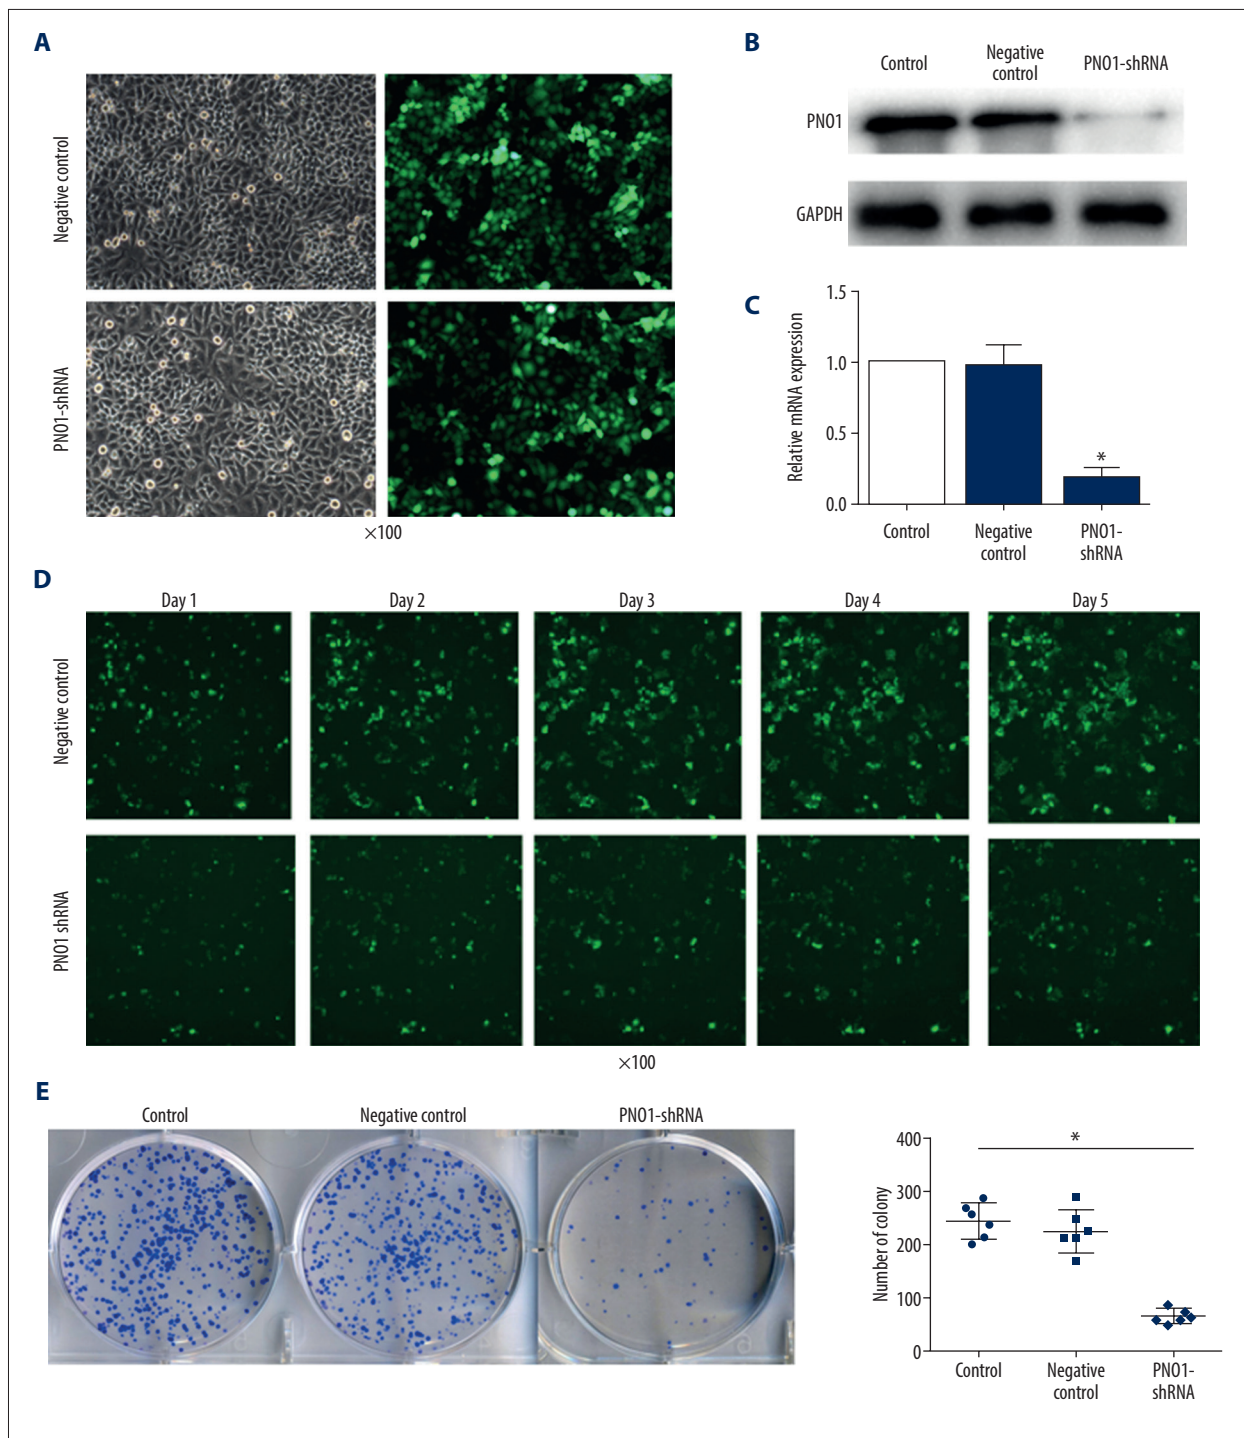 A
Negative control
PNO1-shRNA
×100
B
Control
Negative
control
PNO1-shRNA
PNO1
GAPDH
C
Relative mRNA expression
1.5
1.0
0.5
0.0
*
Control
Negative
control
PNO1-
shRNA
D
Day 1
Day 2
Day 3
Day 4
Day 5
Negative control
PNO1 shRNA
×100
E
Control
Negative control
PNO1-shRNA
Number of colony
400
300
200
100
0
*
Control
Negative
control
PNO1-
shRNA